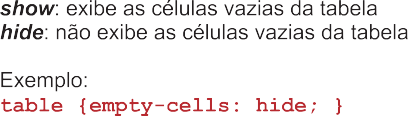 show: exibe as células vazias da tabela
hide: não exibe as células vazias da tabela
Exemplo:
table {empty-cells: hide; }